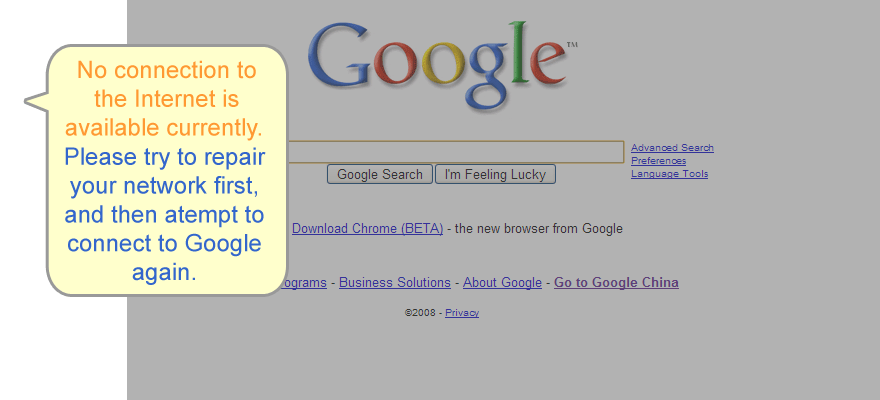 Google™
No connection to
the Internet is
available currently.
Please try to repair
your network first,
and then atempt to
connect to Google
again.
Advanced Search
Preferences
Language Tools
Google Search I'm Feeling Lucky
Download Chrome (BETA) - the new browser from Google
- Business Solutions - About Google - Go to Google China
©2008 - Privacy